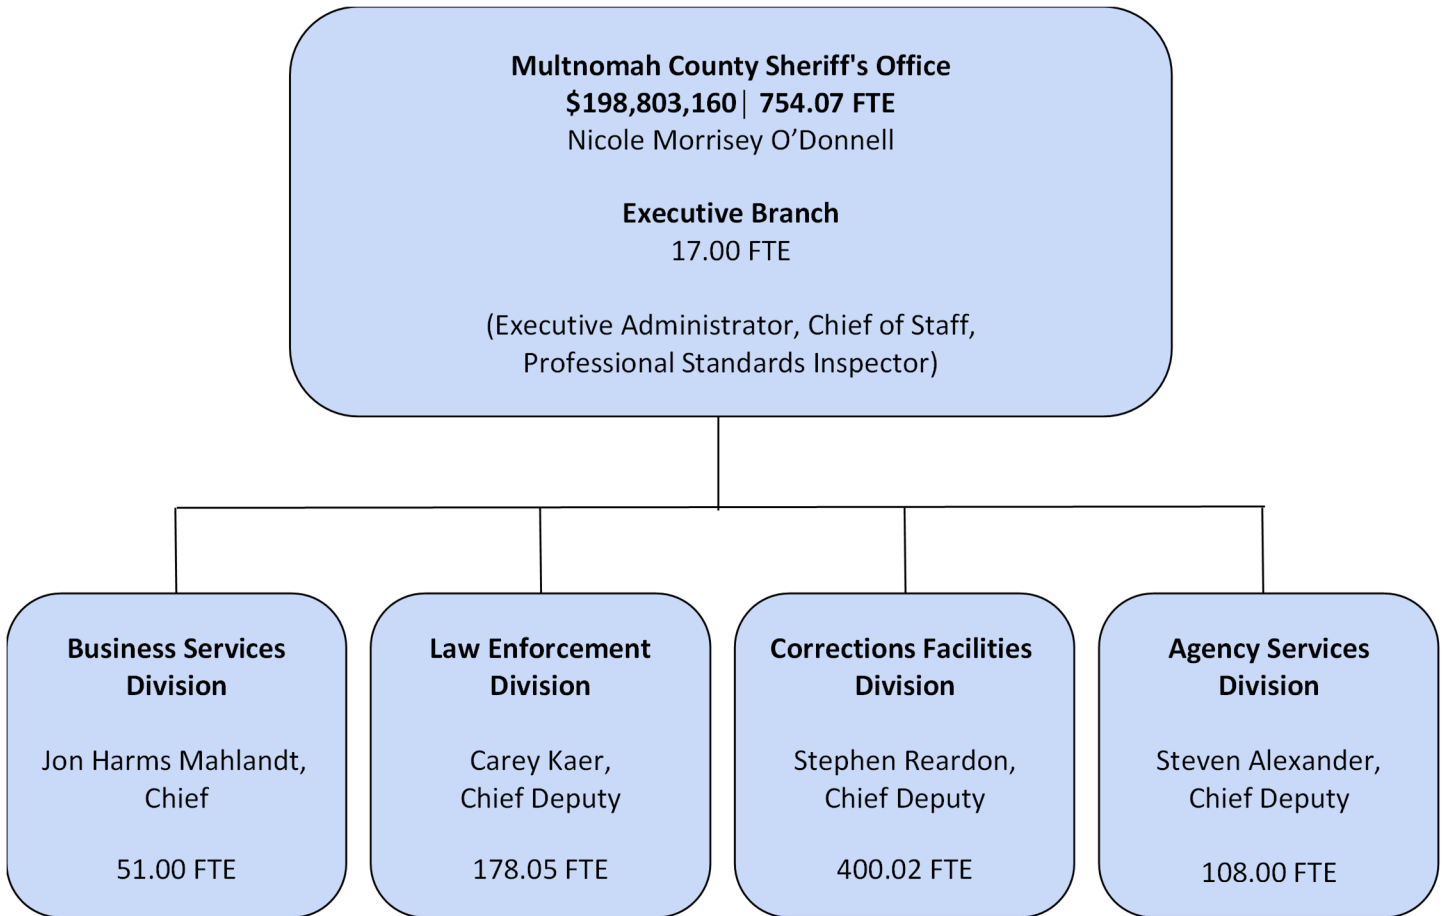 Multnomah County Sheriff's Office
$198,803,160| 754.07 FTE
Nicole Morrisey O’Donnell
Executive Branch
17.00 FTE
(Executive Administrator, Chief of Staff,
Professional Standards Inspector)
Business Services
Division
Jon Harms Mahlandt,
Chief
51.00 FTE
Law Enforcement
Division
Carey Kaer,
Chief Deputy
178.05 FTE
Corrections Facilities
Division
Stephen Reardon,
Chief Deputy
400.02 FTE
Agency Services
Division
Steven Alexander,
Chief Deputy
108.00 FTE